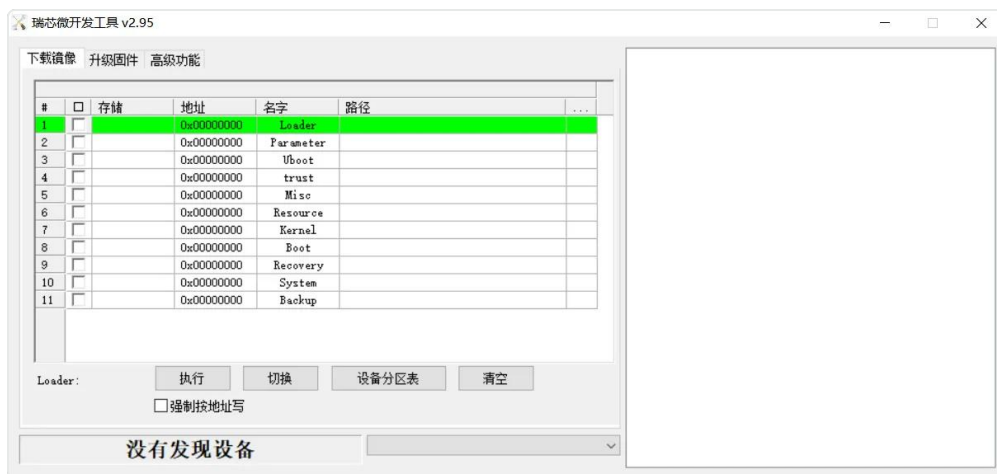 瑞芯微开发工具 v2.95
下载镜像 升级固件 高级功能
# 存储 地址 名字 路径 ...
1 0x00000000 Loader
2 0x00000000 Parameter
3 0x00000000 Uboot
4 0x00000000 trust
5 0x00000000 Misc
6 0x00000000 Resource
7 0x00000000 Kernel
8 0x00000000 Boot
9 0x00000000 Recovery
10 0x00000000 System
11 0x00000000 Backup
Loader: 执行 切换 设备分区表 清空
强制按地址写
没有发现设备